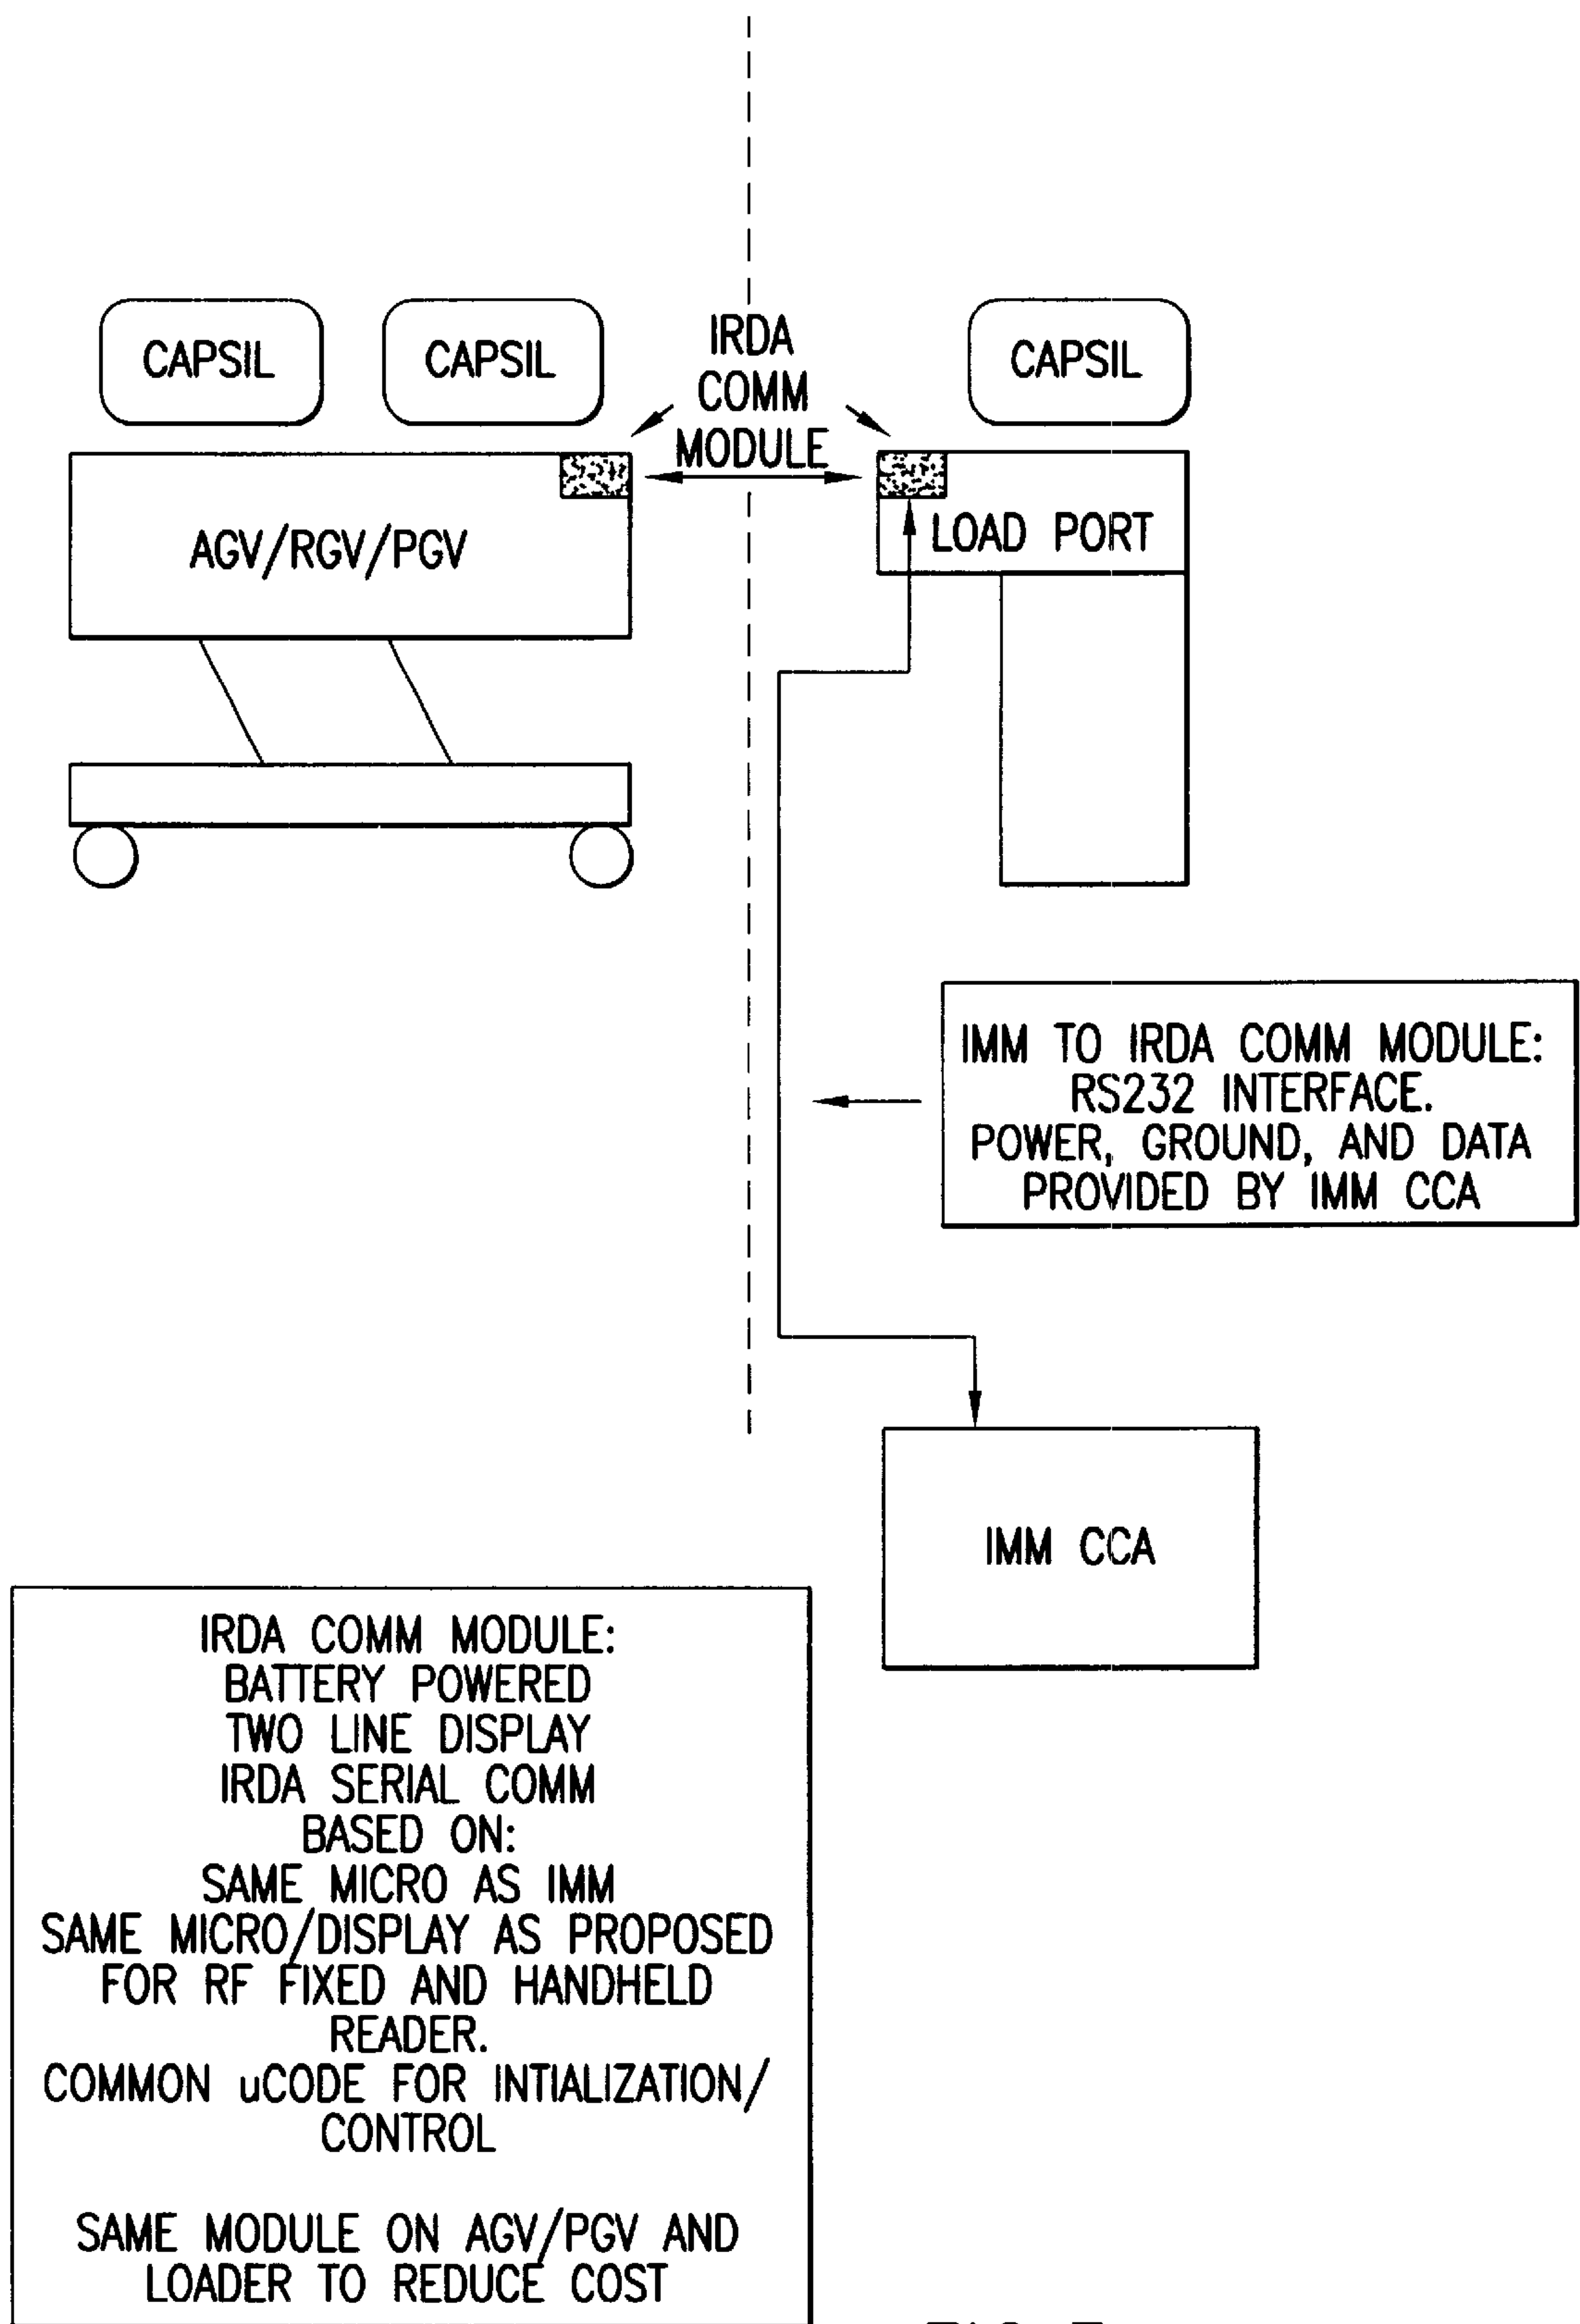 CAPSIL
CAPSIL
IRDA
COMM
MODULE
CAPSIL
AGV/RGV/PGV
LOAD PORT
IMM TO IRDA COMM MODULE:
RS232 INTERFACE.
POWER, GROUND, AND DATA
PROVIDED BY IMM CCA
IMM CCA
IRDA COMM MODULE:
BATTERY POWERED
TWO LINE DISPLAY
IRDA SERIAL COMM
BASED ON:
SAME MICRO AS IMM
SAME MICRO/DISPLAY AS PROPOSED
FOR RF FIXED AND HANDHELD
READER.
COMMON uCODE FOR INTIALIZATION/
CONTROL
SAME MODULE ON AGV/PGV AND
LOADER TO REDUCE COST